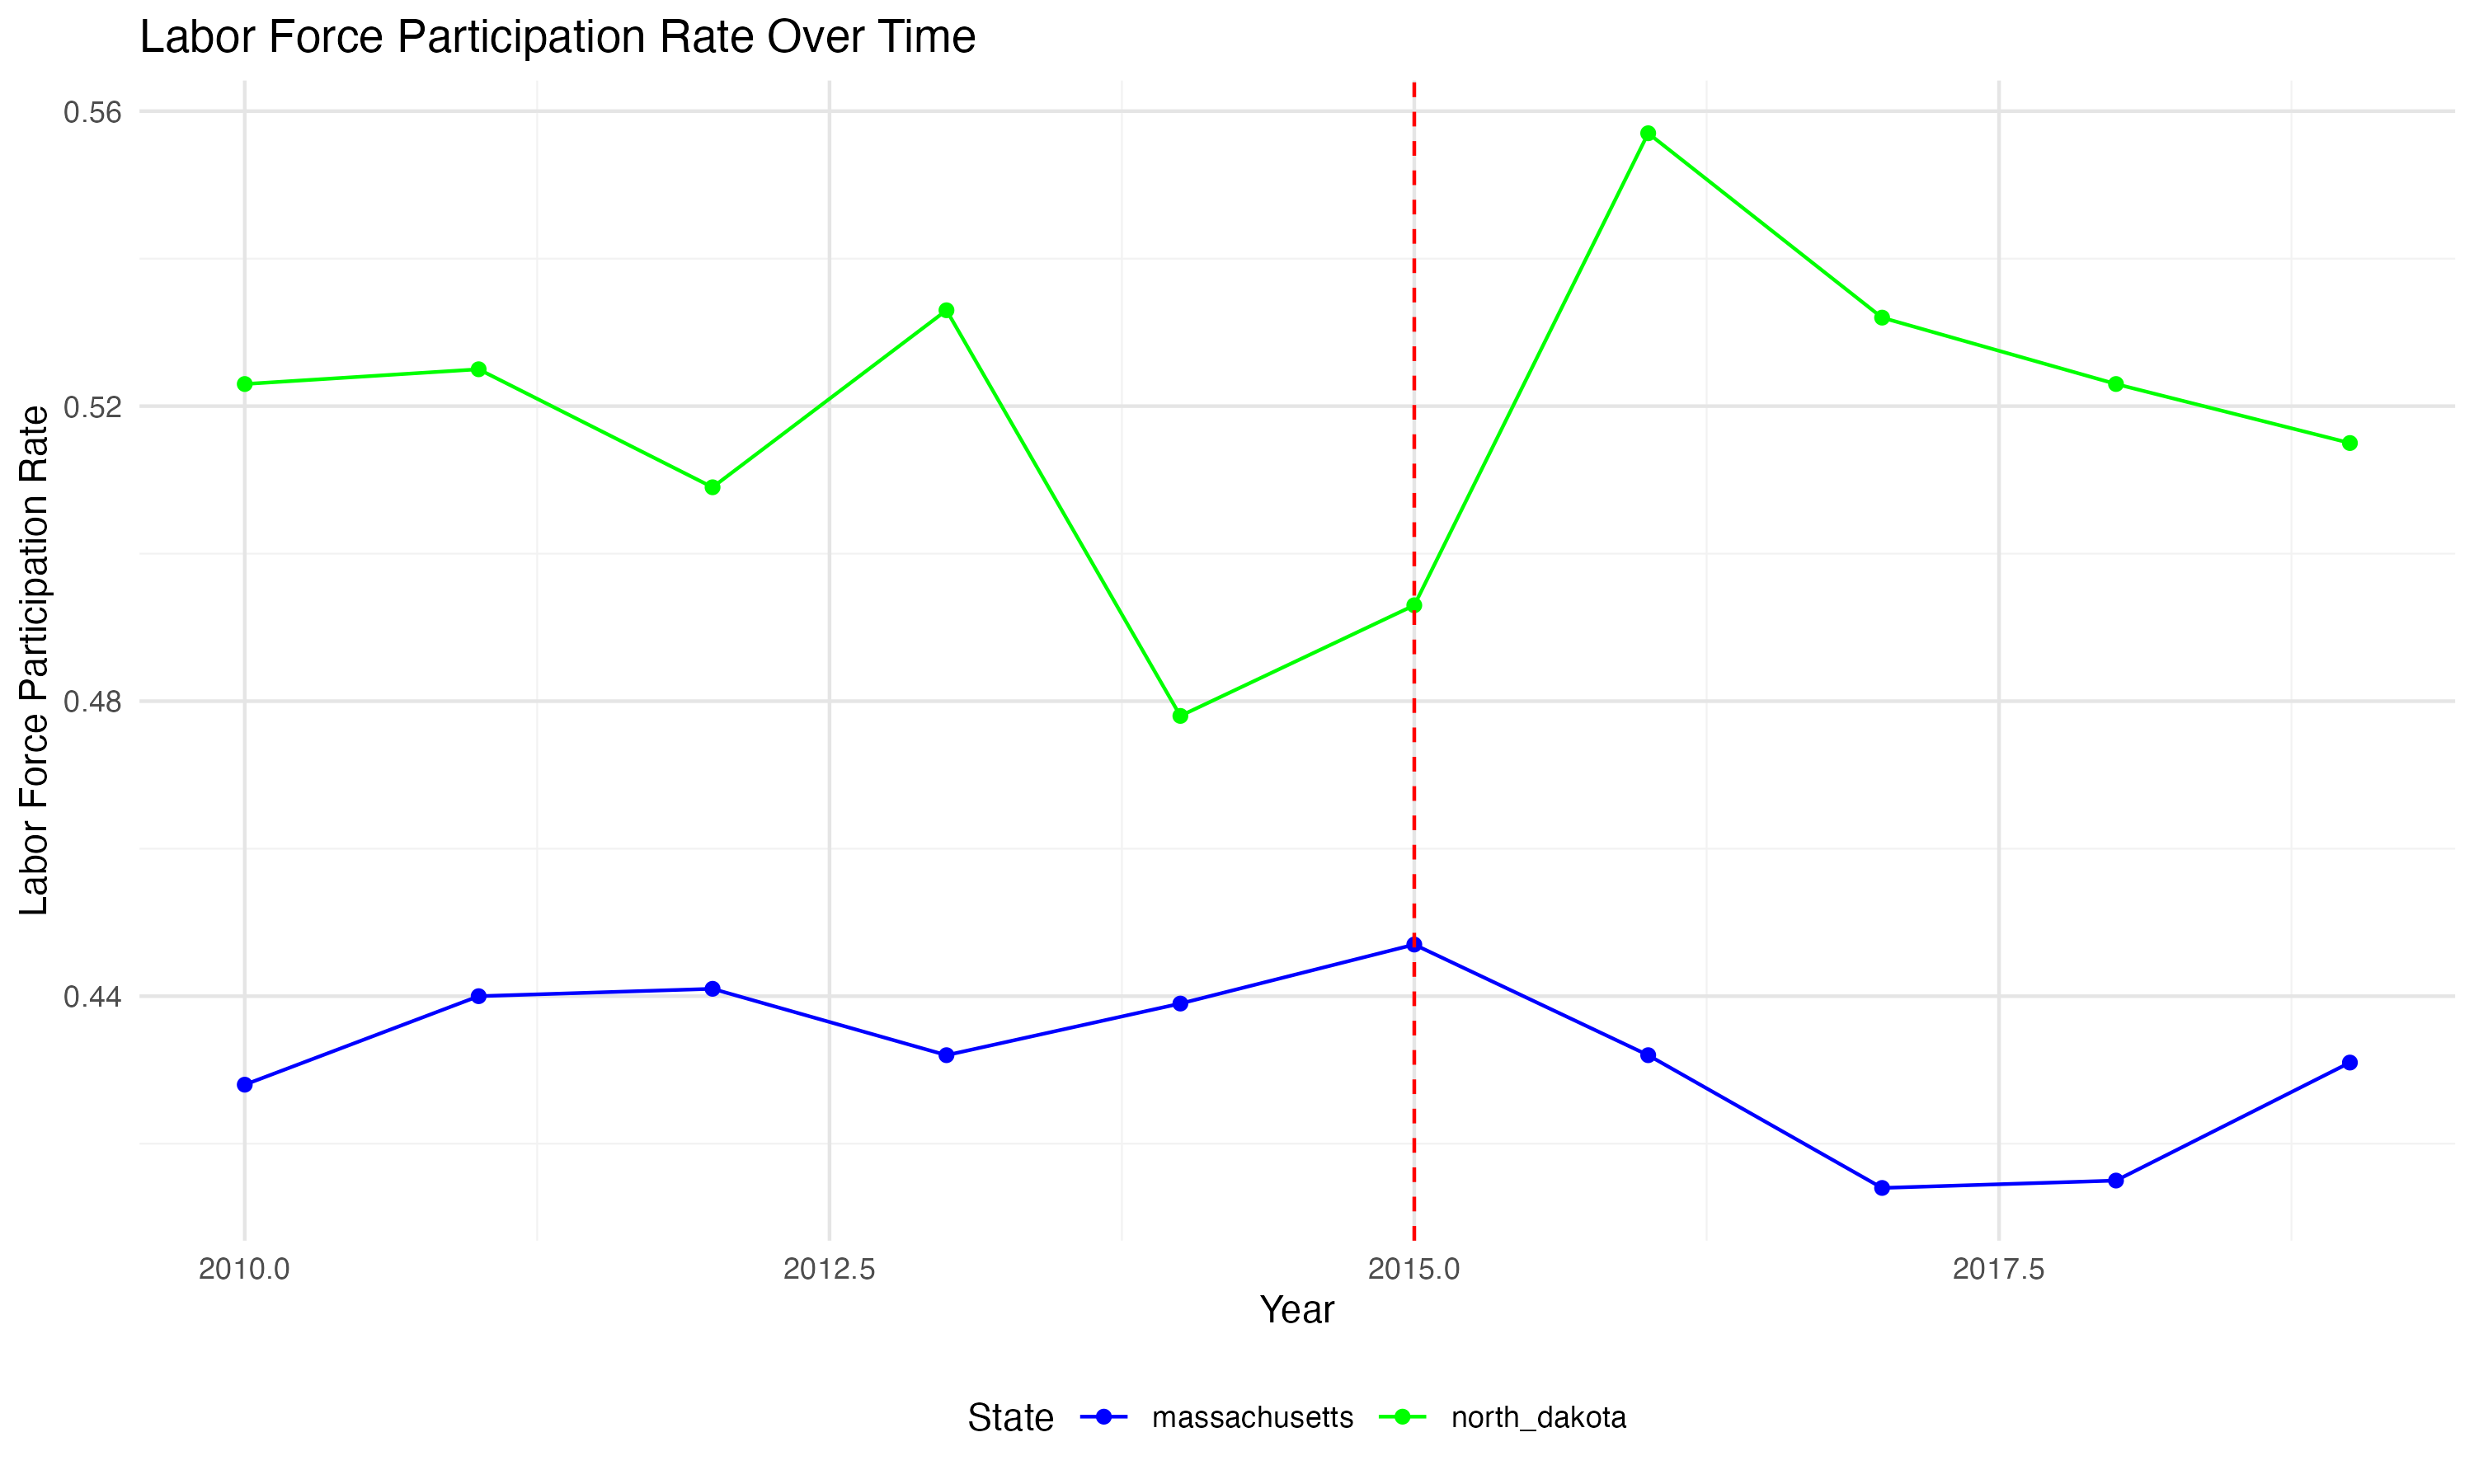 Labor Force Participation Rate Over Time
Labor Force Participation Rate
0.56
0.52
0.48
0.44
2010.0 2012.5 2015.0 2017.5
Year
State massachusetts north_dakota